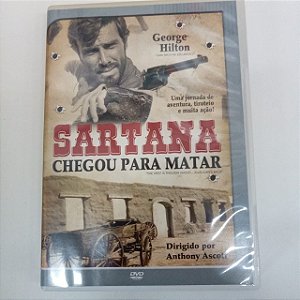 George
Hilton
Uma jornada de
aventura, tiroteio
e muita ação!
SARTANA
CHEGOU PARA MATAR
Dirigido por
Anthony Ascott
DVD